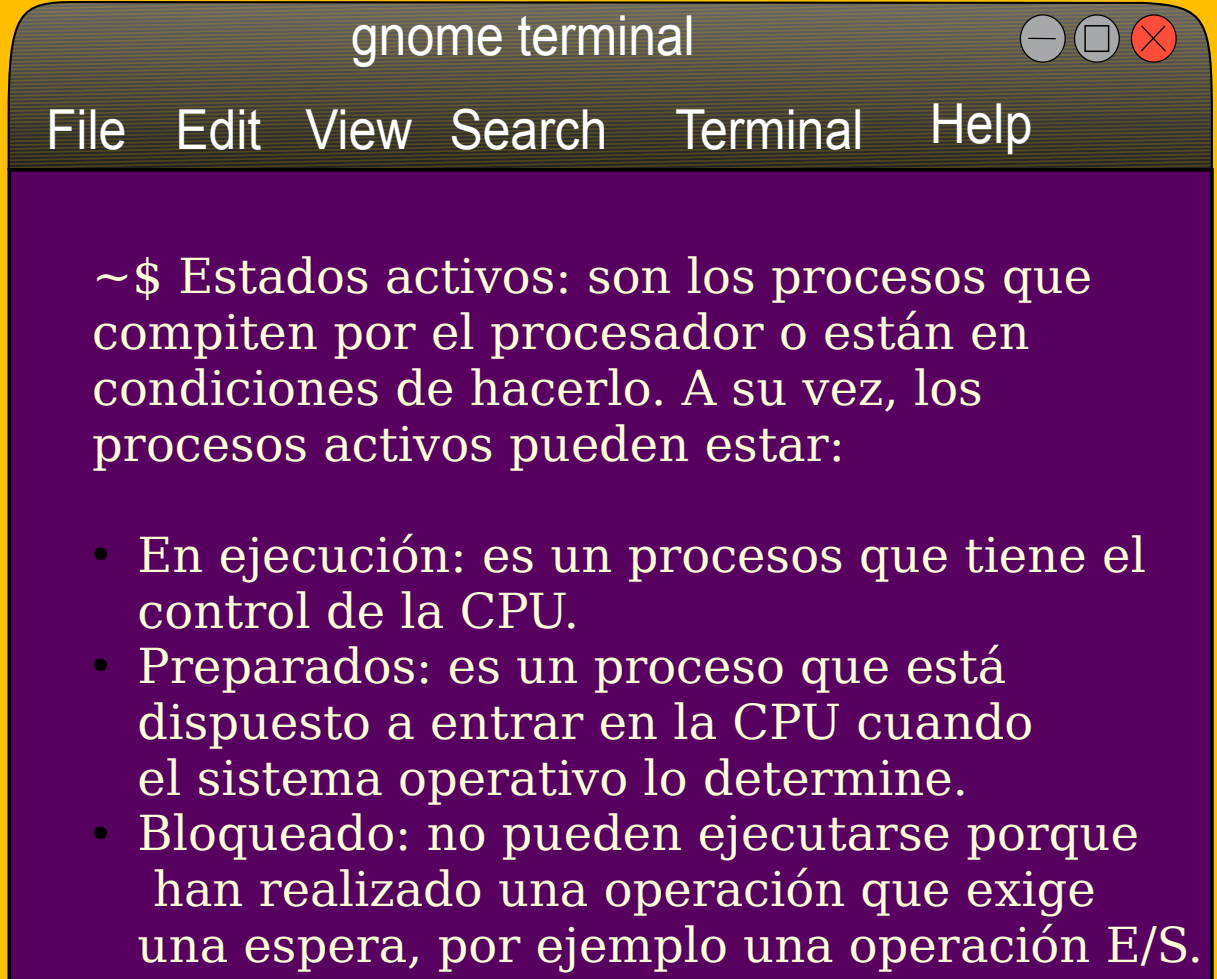 gnome terminal
File Edit View Search Terminal Help
~$ Estados activos: son los procesos que
compiten por el procesador o están en
condiciones de hacerlo. A su vez, los
procesos activos pueden estar:
• En ejecución: es un procesos que tiene el
control de la CPU.
• Preparados: es un proceso que está
dispuesto a entrar en la CPU cuando
el sistema operativo lo determine.
• Bloqueado: no pueden ejecutarse porque
han realizado una operación que exige
una espera, por ejemplo una operación E/S.